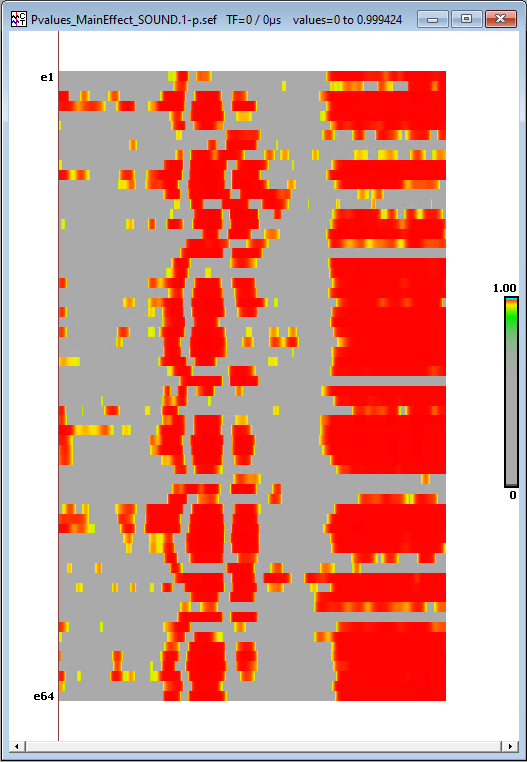 Pvalues_MainEffect_SOUND.1-p.sef TF=0 / 0µs values=0 to 0.999424
e1
1.00
0
e64